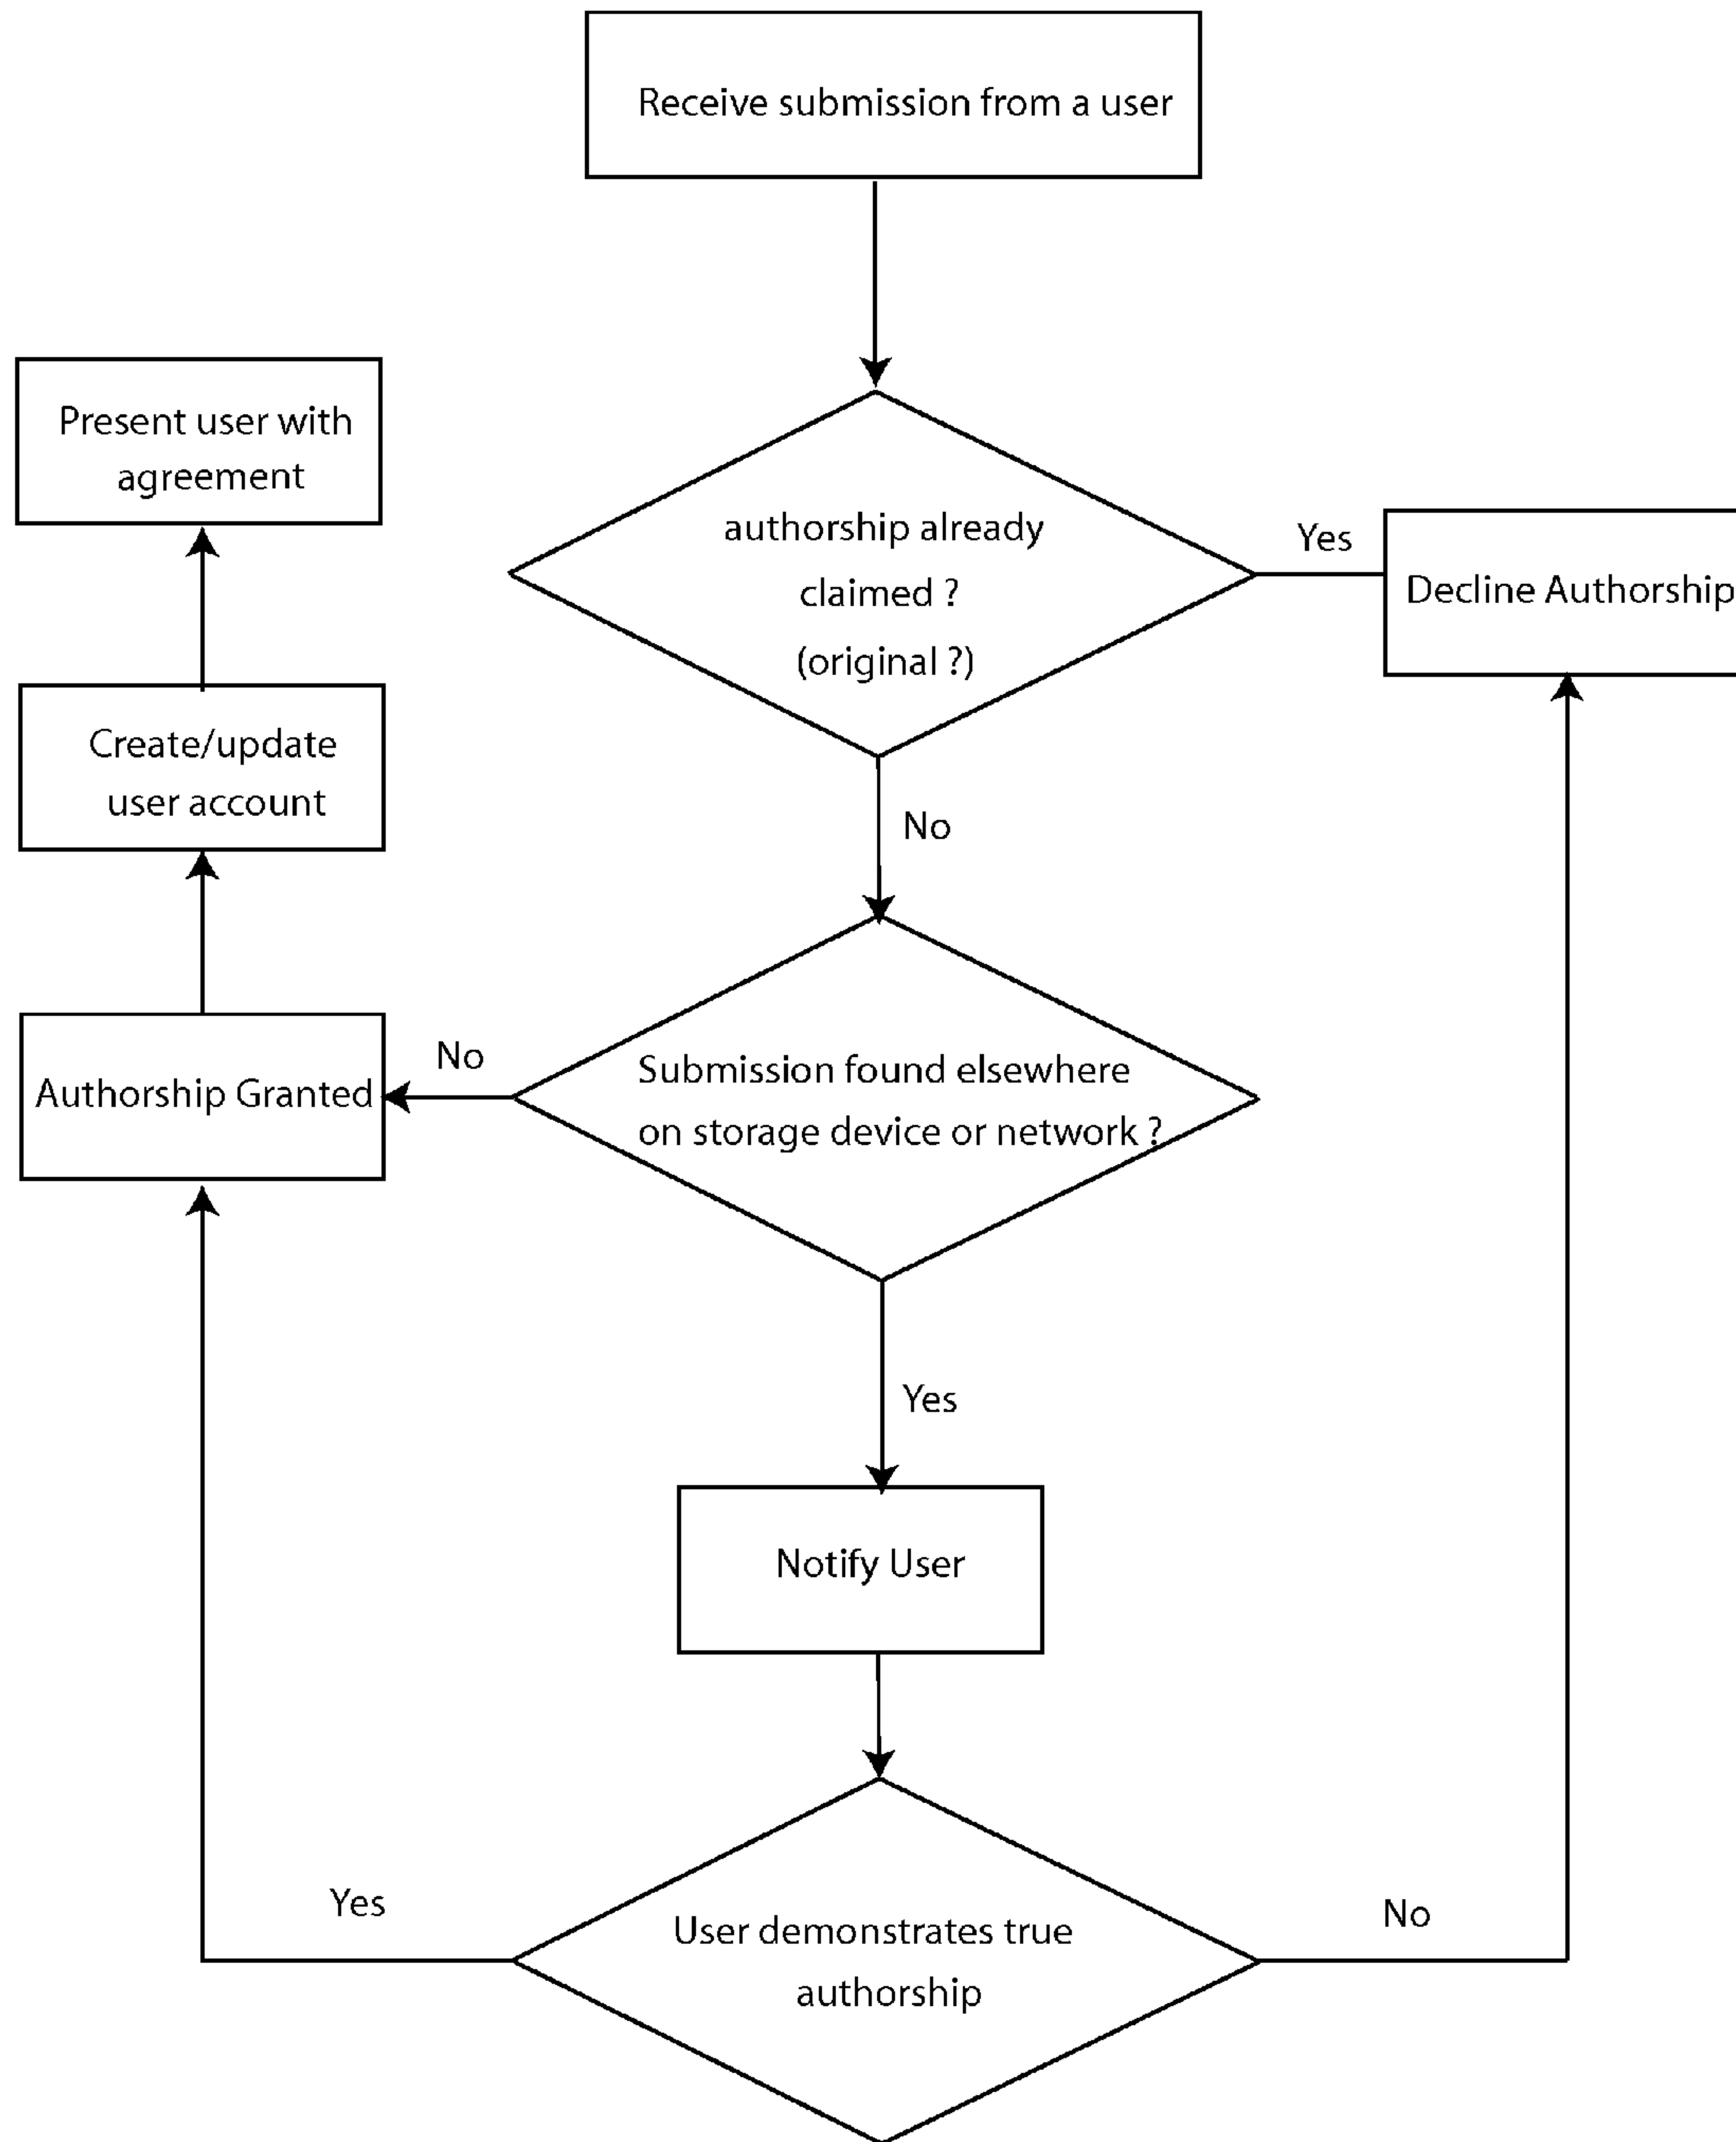 Receive submission from a user
Present user with
agreement
authorship already
claimed ?
(original ?)
Yes
Decline Authorship
Create/update
user account
No
Authorship Granted
No
Submission found elsewhere
on storage device or network ?
Yes
Notify User
Yes
User demonstrates true
authorship
No